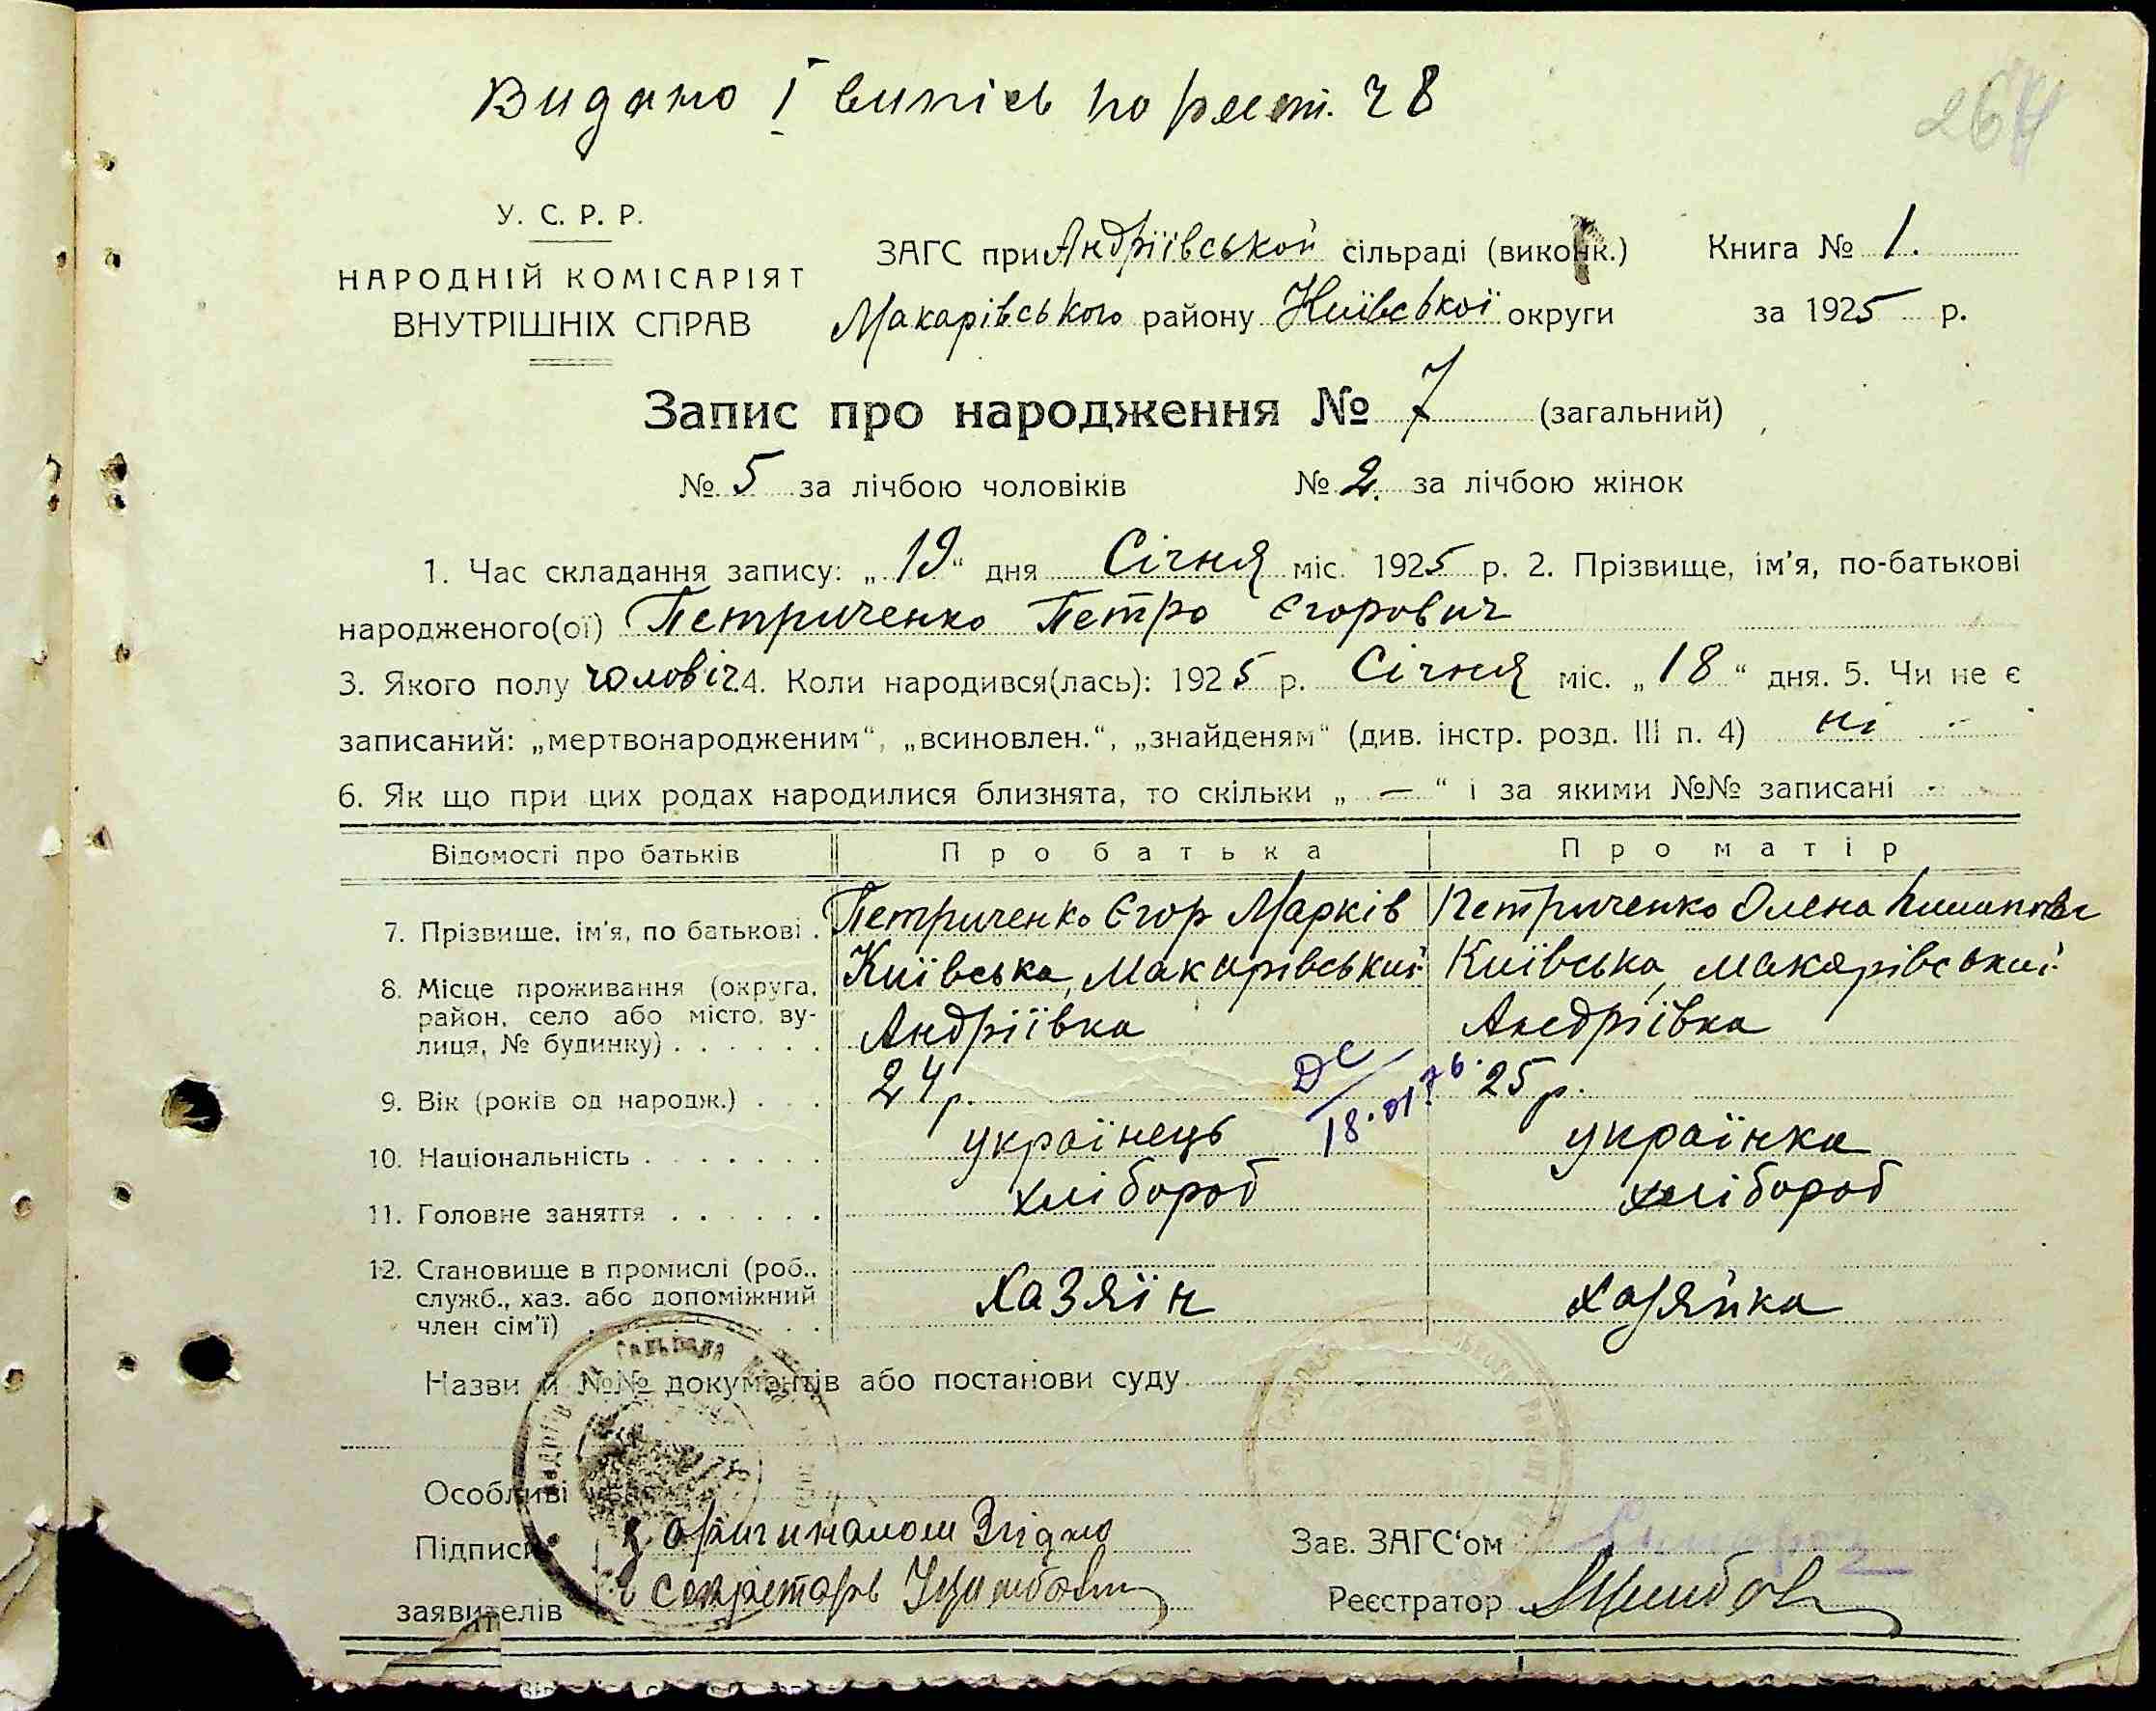 Видано І випісь по реєст. ч 8
264
У. С. Р. Р.
НАРОДНІЙ КОМІСАРІЯТ
ВНУТРІШНІХ СПРАВ
ЗАГС при Андріївськой сільраді (виконк.)
Макарівського району Київської округи
Книга № 1.
за 1925 р.
Запис про народження № 7 (загальний)
№ 5 за лічбою чоловіків № 2. за лічбою жінок
1. Час складання запису: „19“ дня Січня міс. 1925 р. 2. Прізвище, ім'я, по-батькові
народженого(ої) Петриченко Петро Єгорович
3. Якого полу чоловіч. 4. Коли народився(лась): 1925 р. Січня міс. „18“ дня. 5. Чи не є
записаний: „мертвонародженим“, „всиновлен.“, „знайденям“ (див. інстр. розд. III п. 4) ні
6. Як що при цих родах народилися близнята, то скільки „ — “ і за якими №№ записані -
Відомості про батьків Про батька Про матір
7. Прізвище, ім'я, по батькові . Петриченко Єгор Марків Петриченко Олена
8. Місце проживання (округа, район, село або місто, вулиця, № будинку) . . . . . .
Київська, Макарівський Київська, Макарівский
Андріївка Андріївка
9. Вік (років од народж.) . . . 24 р. 25 р.
18.01.76.
10. Національність . . . . . . . українець українка
11. Головне заняття . . . . . . хлібороб хлібороб
12. Становище в промислі (роб., служб., хаз. або допоміжний член сім'ї) . . . . . . . . .
Хазяїн хазяйка
Назви й №№ документів або постанови суду
Особливі
Підписи з оригиналом Згідно
заявителів секретарь
Зав. ЗАГС'ом
Реєстратор